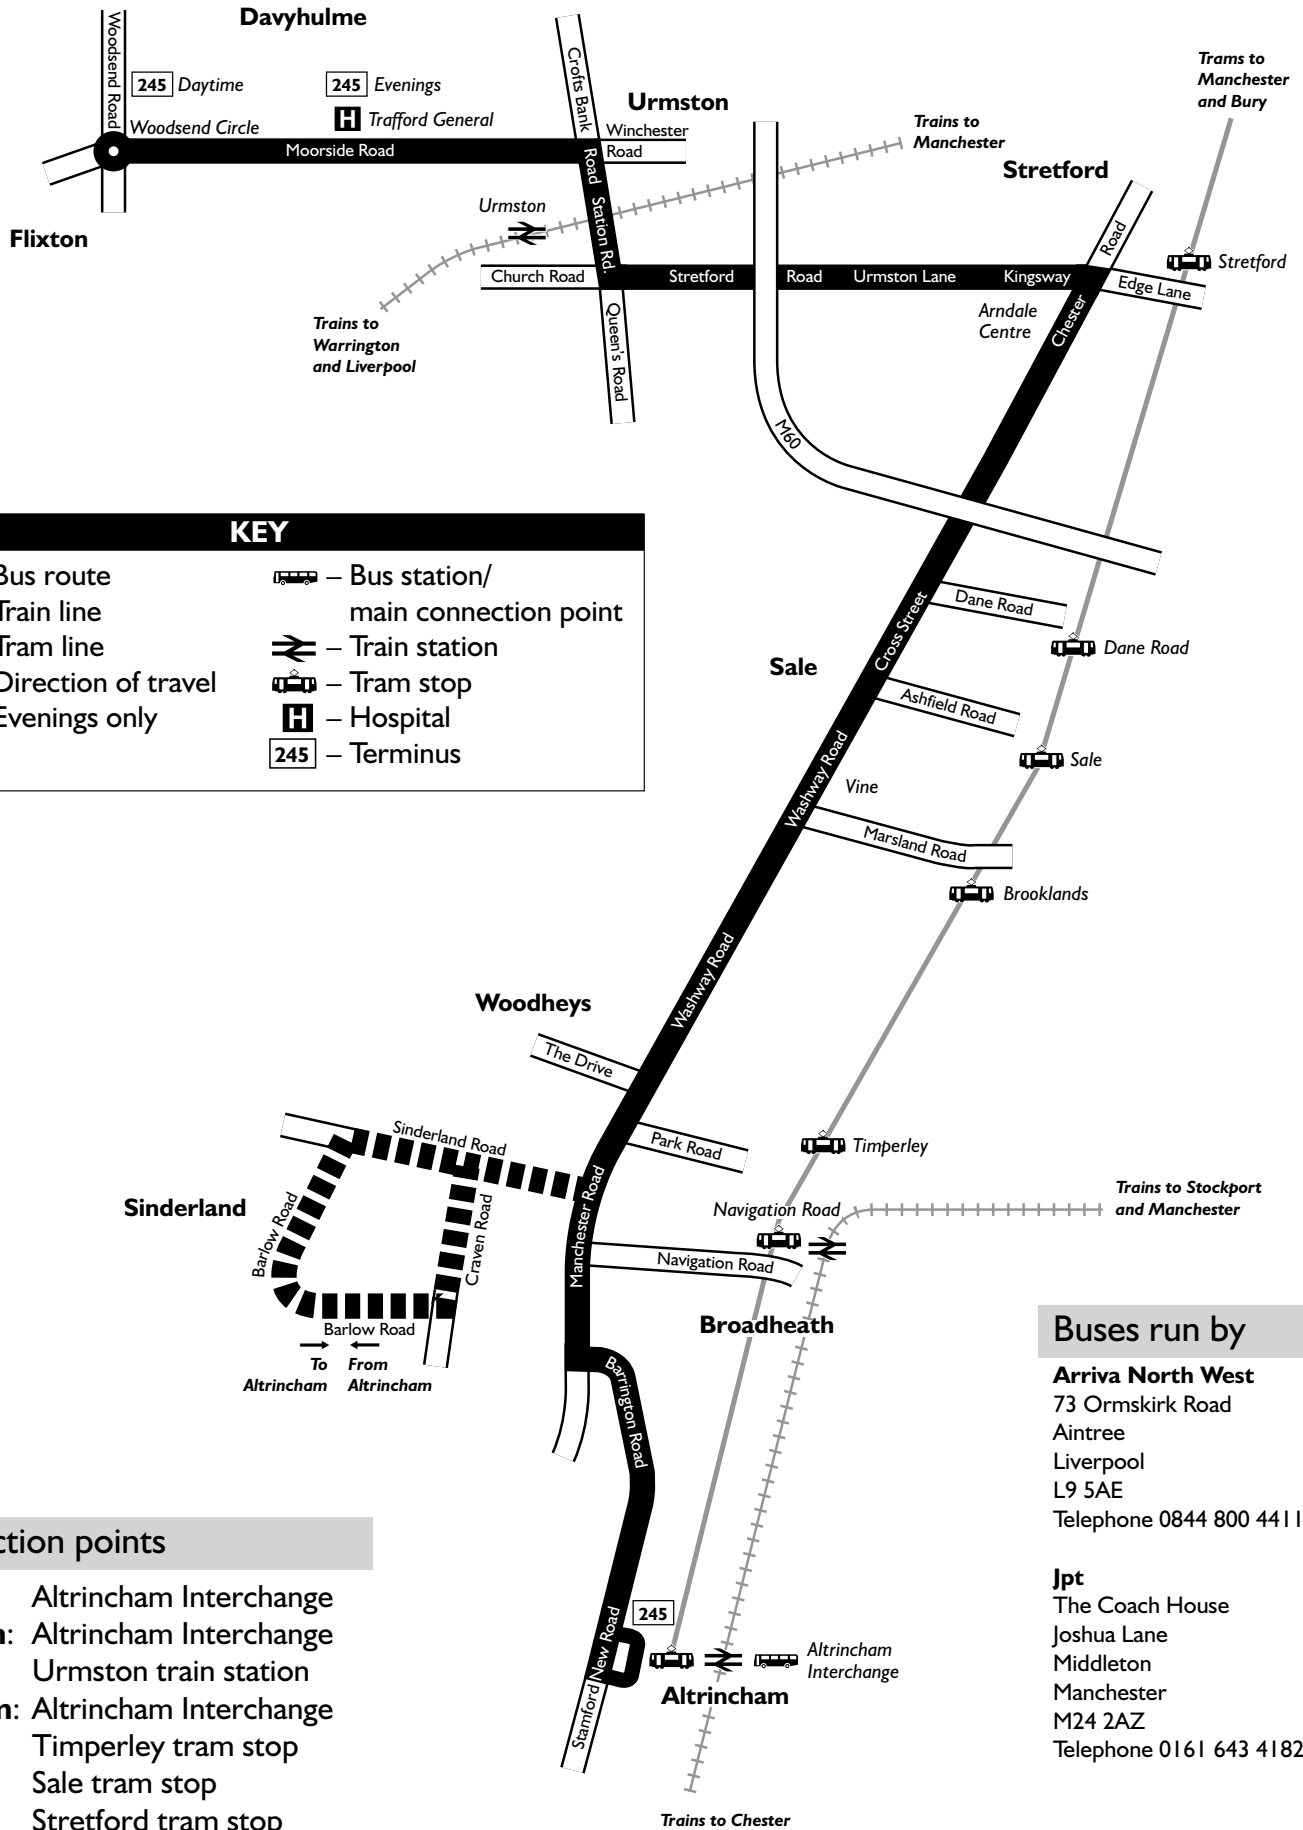 Davyhulme
Woodsend Road
245 Daytime
245 Evenings
Woodsend Circle
H Trafford General
Moorside Road
Flixton
Crofts Bank
Road
Station Rd.
Urmston
Winchester
Road
Trains to
Manchester
Urmston
Trains to
Warrington
and Liverpool
Church Road
Queen's Road
Stretford
Road
Urmston Lane
Kingsway
M60
Trams to
Manchester
and Bury
Stretford
Road
Chester
Stretford
Edge Lane
Arndale
Centre
KEY
Bus route
Train line
Tram line
Direction of travel
Evenings only
– Bus station/
main connection point
– Train station
– Tram stop
H – Hospital
245 – Terminus
Dane Road
Cross Street
Dane Road
Sale
Ashfield Road
Sale
Washway Road
Vine
Marsland Road
Brooklands
Washway Road
Woodheys
The Drive
Sinderland Road
Park Road
Timperley
Sinderland
Barlow Road
Craven Road
Manchester Road
Navigation Road
Navigation Road
Trains to Stockport
and Manchester
Barlow Road
To
Altrincham
From
Altrincham
Broadheath
Barrington Road
245
Stamford New Road
Altrincham
Interchange
Altrincham
Trains to Chester
Buses run by
Arriva North West
73 Ormskirk Road
Aintree
Liverpool
L9 5AE
Telephone 0844 800 4411
Jpt
The Coach House
Joshua Lane
Middleton
Manchester
M24 2AZ
Telephone 0161 643 4182
ction points
Altrincham Interchange
: Altrincham Interchange
Urmston train station
: Altrincham Interchange
Timperley tram stop
Sale tram stop
Stretford tram stop